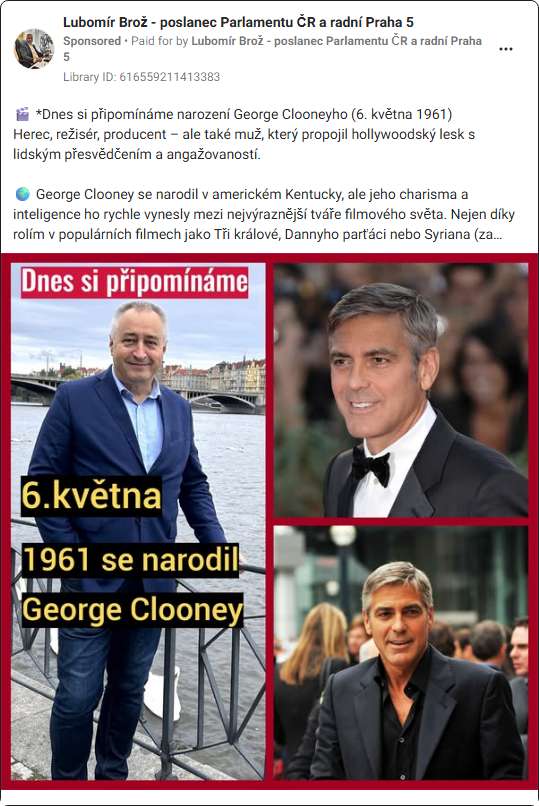 Lubomír Brož - poslanec Parlamentu ČR a radní Praha 5
Sponsored • Paid for by Lubomír Brož - poslanec Parlamentu ČR a radní Praha
5
Library ID: 616559211413383
🎬 *Dnes si připomínáme narození George Clooneyho (6. května 1961)
Herec, režisér, producent – ale také muž, který propojil hollywoodský lesk s
lidským přesvědčením a angažovaností.
🌍 George Clooney se narodil v americkém Kentucky, ale jeho charisma a
inteligence ho rychle vynesly mezi nejvýraznější tváře filmového světa. Nejen díky
rolím v populárních filmech jako Tři králové, Dannyho parťáci nebo Syriana (za...
Dnes si připomínáme
6.května
1961 se narodil
George Clooney